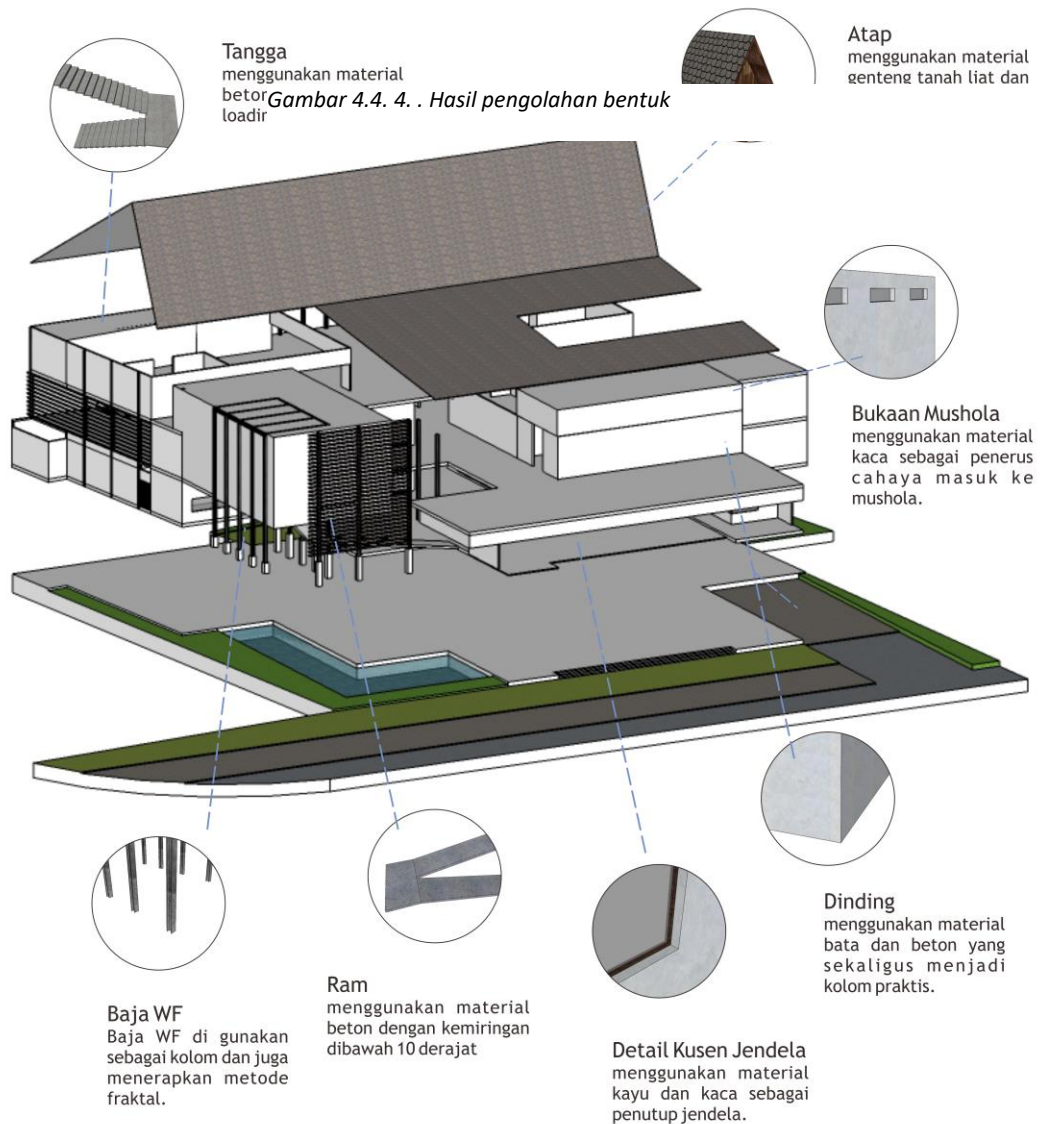 Tangga
menggunakan material
Atap
menggunakan material
genteng tanah liat dan
Gambar 4.4. 4. . Hasil pengolahan bentuk
Bukaan Mushola
menggunakan material
kaca sebagai penerus
cahaya masuk ke
mushola.
Dinding
menggunakan material
bata dan beton yang
sekaligus menjadi
kolom praktis.
Baja WF
Baja WF di gunakan
sebagai kolom dan juga
menerapkan metode
fraktal.
Ram
menggunakan material
beton dengan kemiringan
dibawah 10 derajat
Detail Kusen Jendela
menggunakan material
kayu dan kaca sebagai
penutup jendela.